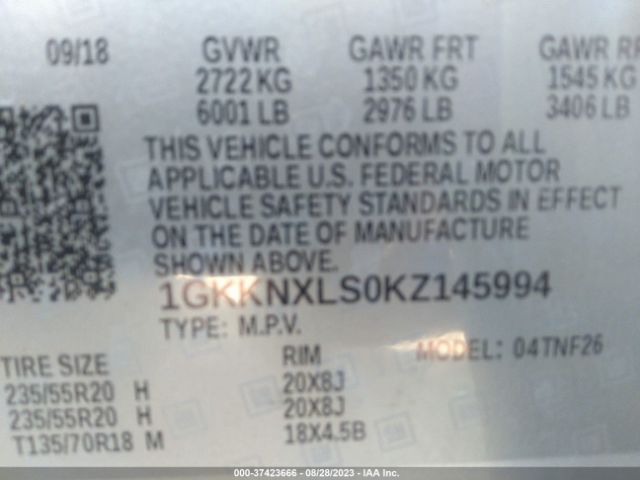 09/18 GVWR GAWR FRT GAWR RR
2722 KG 1350 KG 1545 KG
6001 LB 2976 LB 3406 LB
THIS VEHICLE CONFORMS TO ALL
APPLICABLE U.S. FEDERAL MOTOR
VEHICLE SAFETY STANDARDS IN EFFECT
ON THE DATE OF MANUFACTURE
SHOWN ABOVE.
1GKKNXLS0KZ145994
TYPE: M.P.V.
TIRE SIZE RIM MODEL: 04TNF26
235/55R20 H 20X8J
235/55R20 H 20X8J
T135/70R18 M 18X4.5B
000-37423666 - 08/28/2023 - IAA Inc.